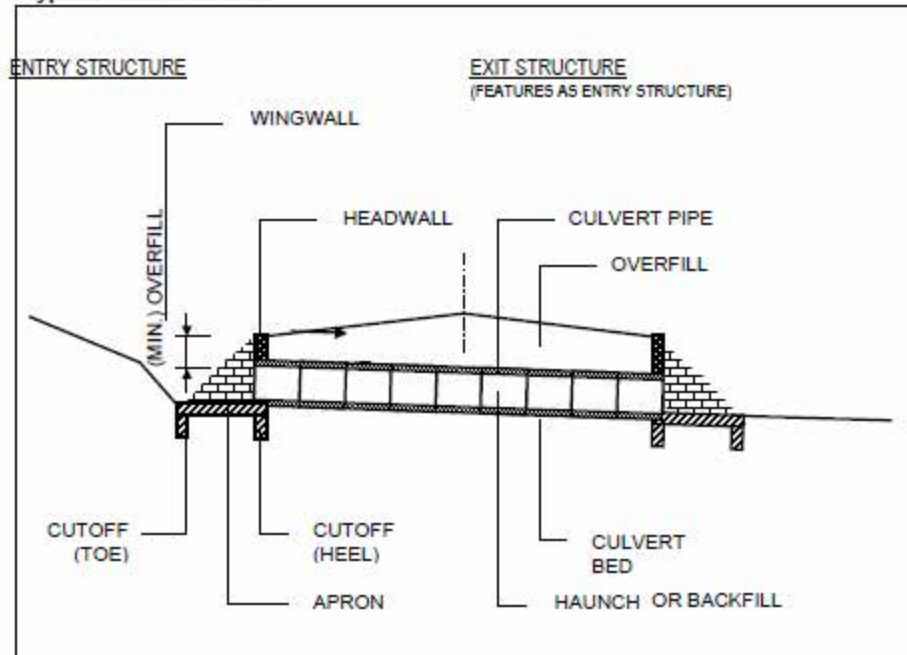 ENTRY STRUCTURE
EXIT STRUCTURE
(FEATURES AS ENTRY STRUCTURE)
WINGWALL
(MIN.) OVERFILL
HEADWALL
CULVERT PIPE
OVERFILL
CUTOFF
(TOE)
CUTOFF
(HEEL)
CULVERT
BED
APRON
HAUNCH OR BACKFILL